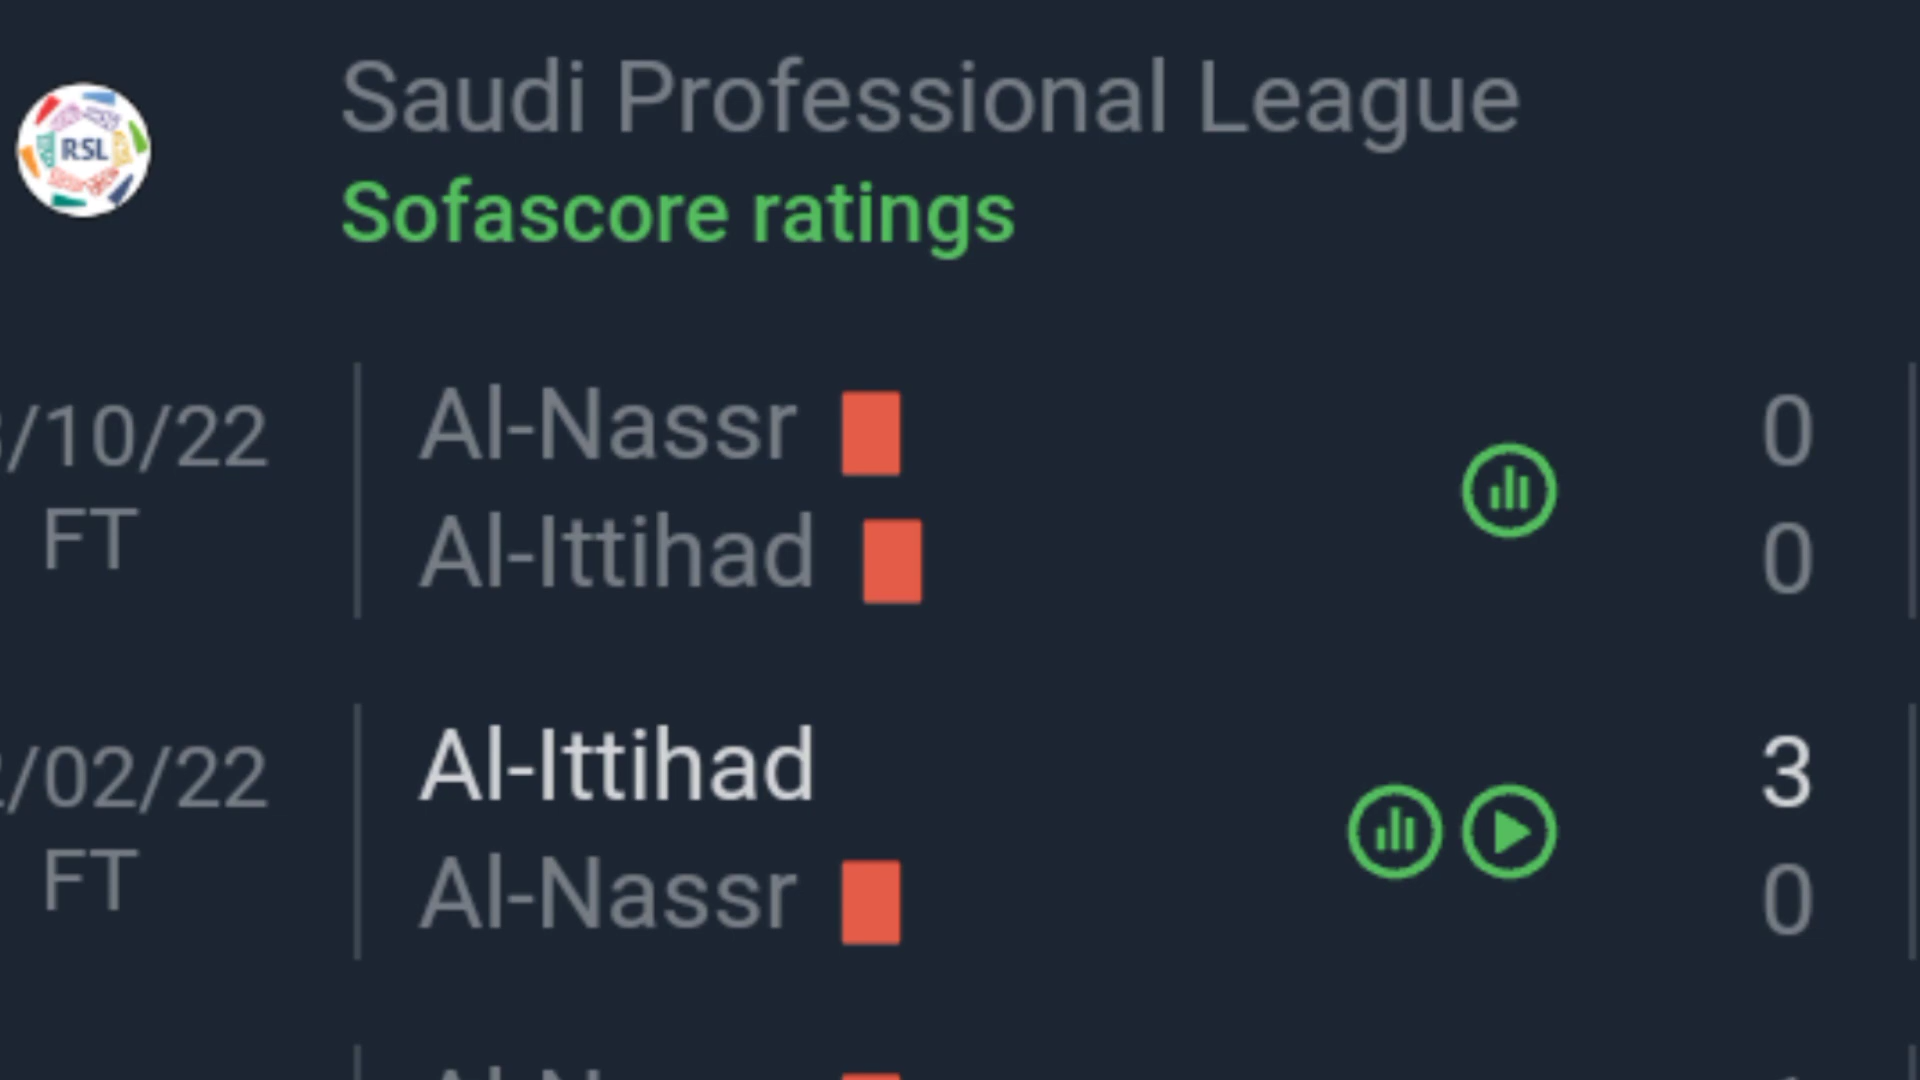 RSL
Saudi Professional League
Sofascore ratings
/10/22
FT
Al-Nassr
Al-Ittihad
0
0
/02/22
FT
Al-Ittihad
Al-Nassr
3
0